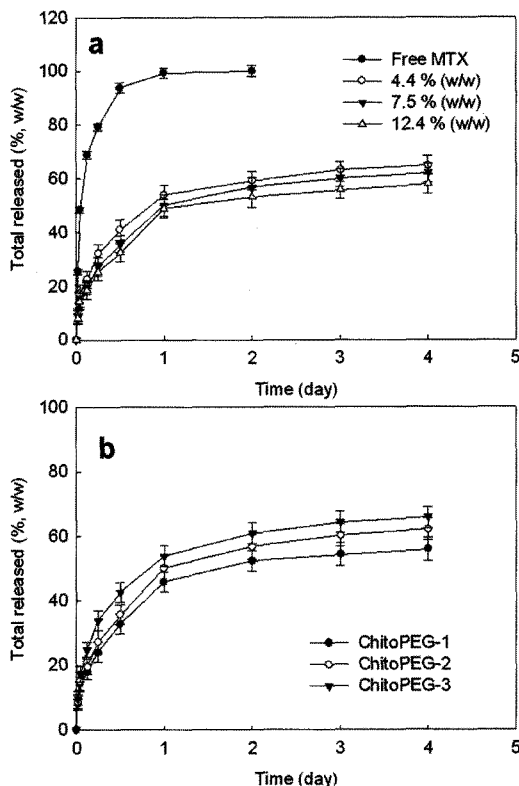 a
Free MTX
4.4 % (w/w)
7.5 % (w/w)
12.4 % (w/w)
Total released (%, w/w)
120
100
80
60
40
20
0
0 1 2 3 4 5
Time (day)
b
ChitoPEG-1
ChitoPEG-2
ChitoPEG-3
Total released (%, w/w)
100
80
60
40
20
0
0 1 2 3 4 5
Time (day)